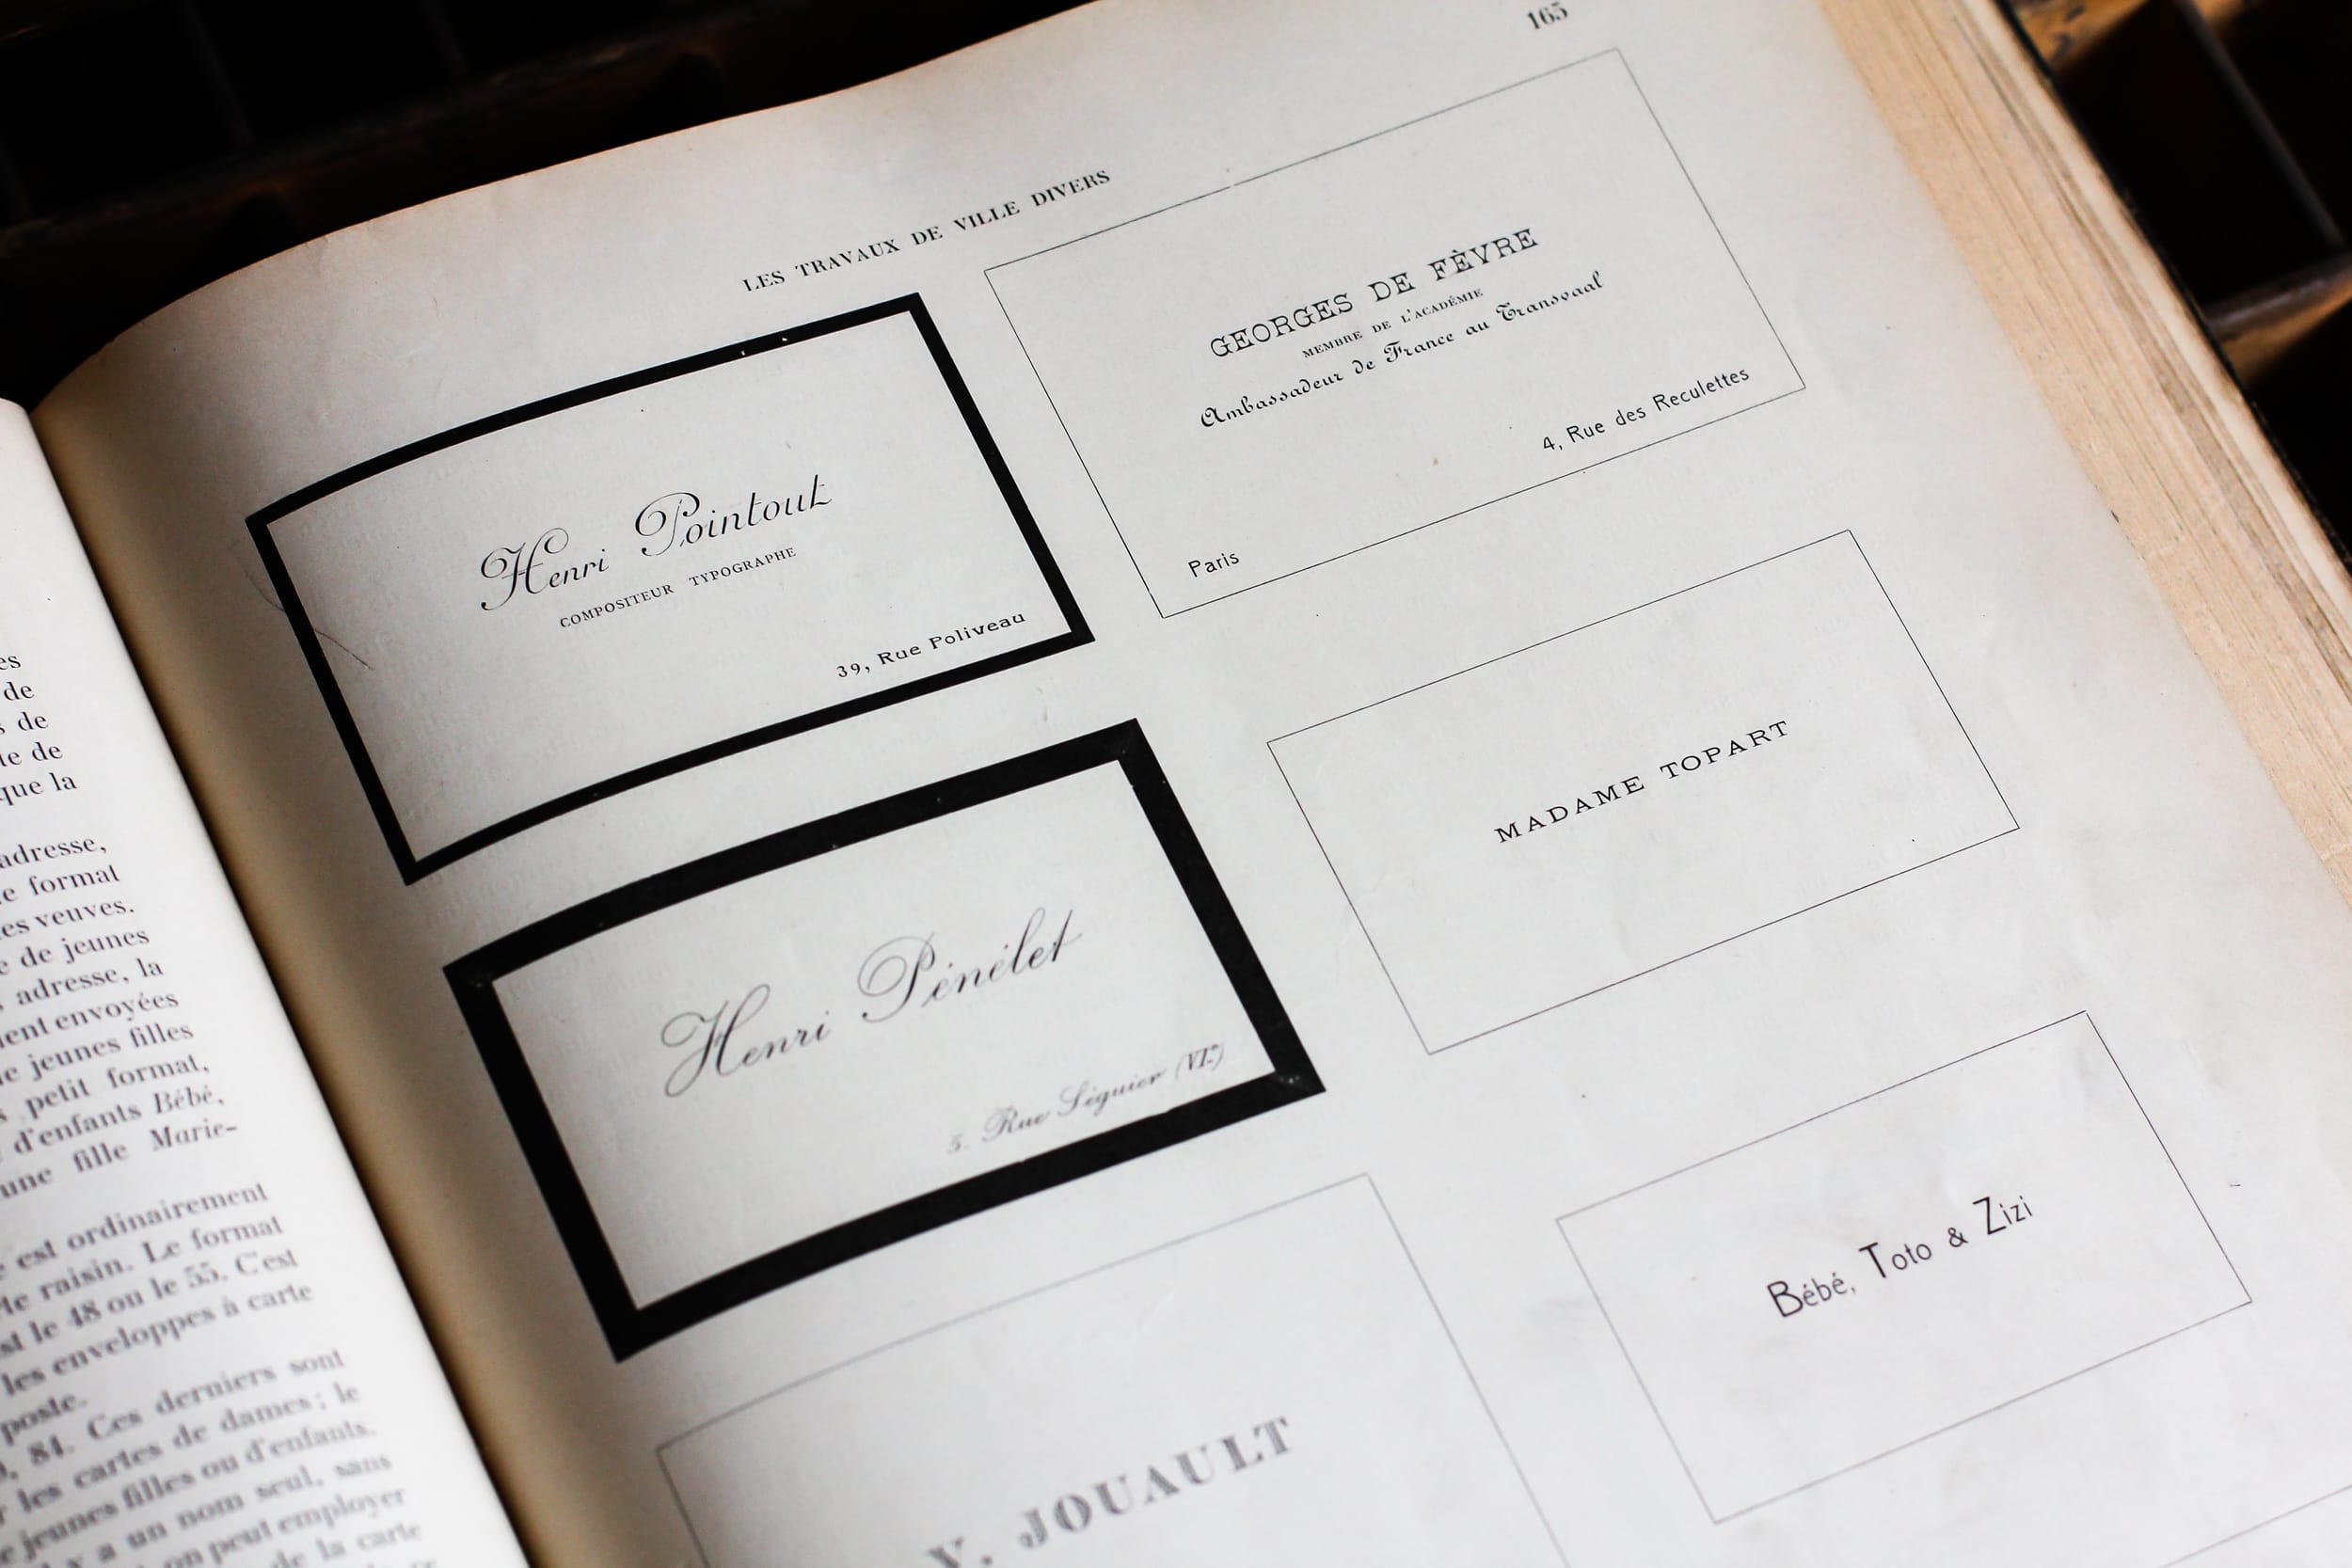 es
de
de
de
que la
adresse,
format
es veuves.
de jeunes
adresse, la
ent envoyées
jeunes filles
petit format,
d'enfants Bébé,
une fille Marie-
est ordinairement
raisin. Le format
le 48 ou le 55. C'est
les enveloppes à carte
poste.
84. Ces derniers sont
les cartes de dames; le
jeunes filles ou d'enfants.
y a un nom seul, sans
on peut employer
de la carte
165
LES TRAVAUX DE VILLE DIVERS
Henri Pointout
COMPOSITEUR TYPOGRAPHE
39, Rue Poliveau
GEORGES DE FÈVRE
MEMBRE DE L'ACADÉMIE
Ambassadeur de France au Transvaal
4, Rue des Reculettes
Paris
Henri Pénélet
5, Rue Séguier (VIe)
MADAME TOPART
V. JOUAULT
Bébé, Toto & Zizi